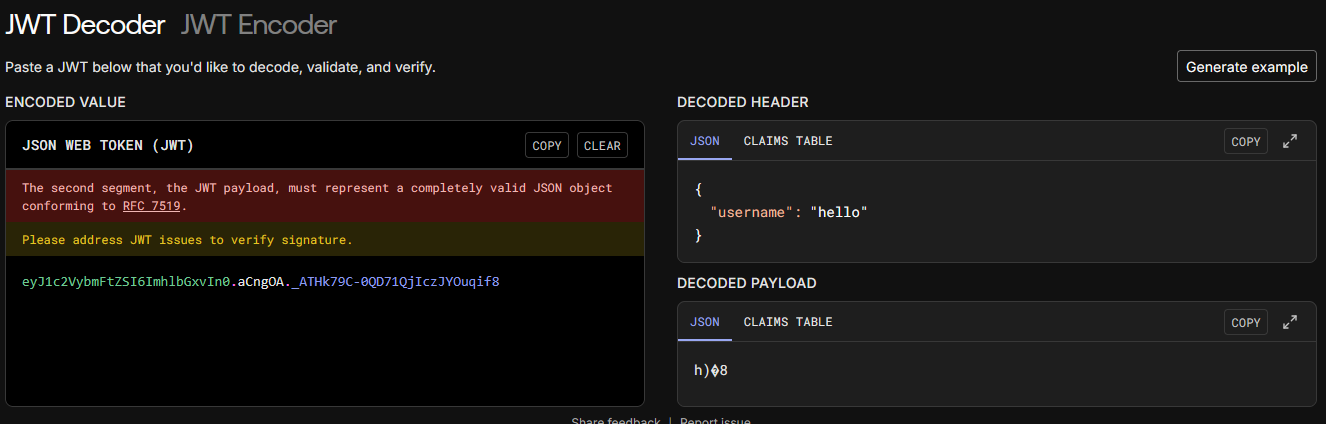 JWT Decoder JWT Encoder
Paste a JWT below that you'd like to decode, validate, and verify.
Generate example
ENCODED VALUE
JSON WEB TOKEN (JWT)
COPY
CLEAR
The second segment, the JWT payload, must represent a completely valid JSON object
conforming to RFC 7519.
Please address JWT issues to verify signature.
eyJ1c2VybmFtZSI6ImhlbGxvIn0.aCngOA._ATHk79C-0QD71QjIczJYOuqif8
DECODED HEADER
JSON
CLAIMS TABLE
COPY
{
"username": "hello"
}
DECODED PAYLOAD
JSON
CLAIMS TABLE
COPY
h)�8
Share feedback | Report issue